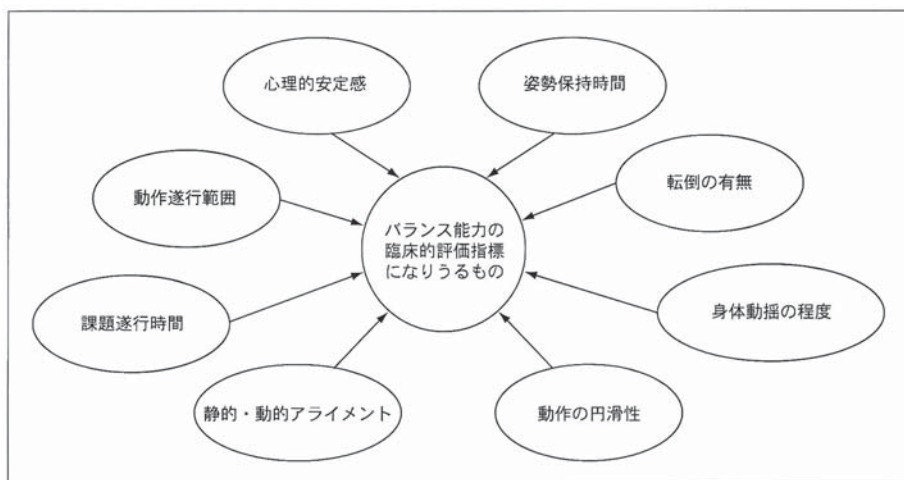 心理的安定感
姿勢保持時間
動作遂行範囲
転倒の有無
バランス能力の
臨床的評価指標
になりうるもの
課題遂行時間
身体動揺の程度
静的・動的アライメント
動作の円滑性